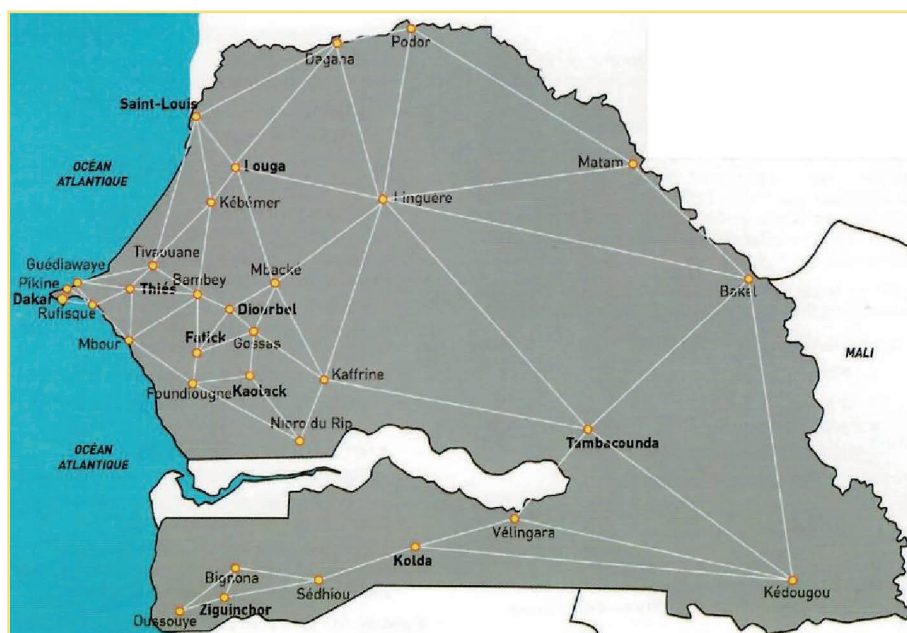 Podor
Dagana
Saint-Louis
OCÉAN
ATLANTIQUE
Louga
Matam
Linguère
Kébémer
Tivaouane
Guédiawaye
Mbacké
Pikine
Thiés
Bambey
Bakel
Dakar
Rufisque
Diourbel
Mbour
Fatick
Gossas
MALI
Kaffrine
Foundiougne
Kaolack
Nioro du Rip
Tambacounda
OCÉAN
ATLANTIQUE
Vélingara
Kolda
Bignona
Sédhiou
Kédougou
Ziguinchor
Oussouye